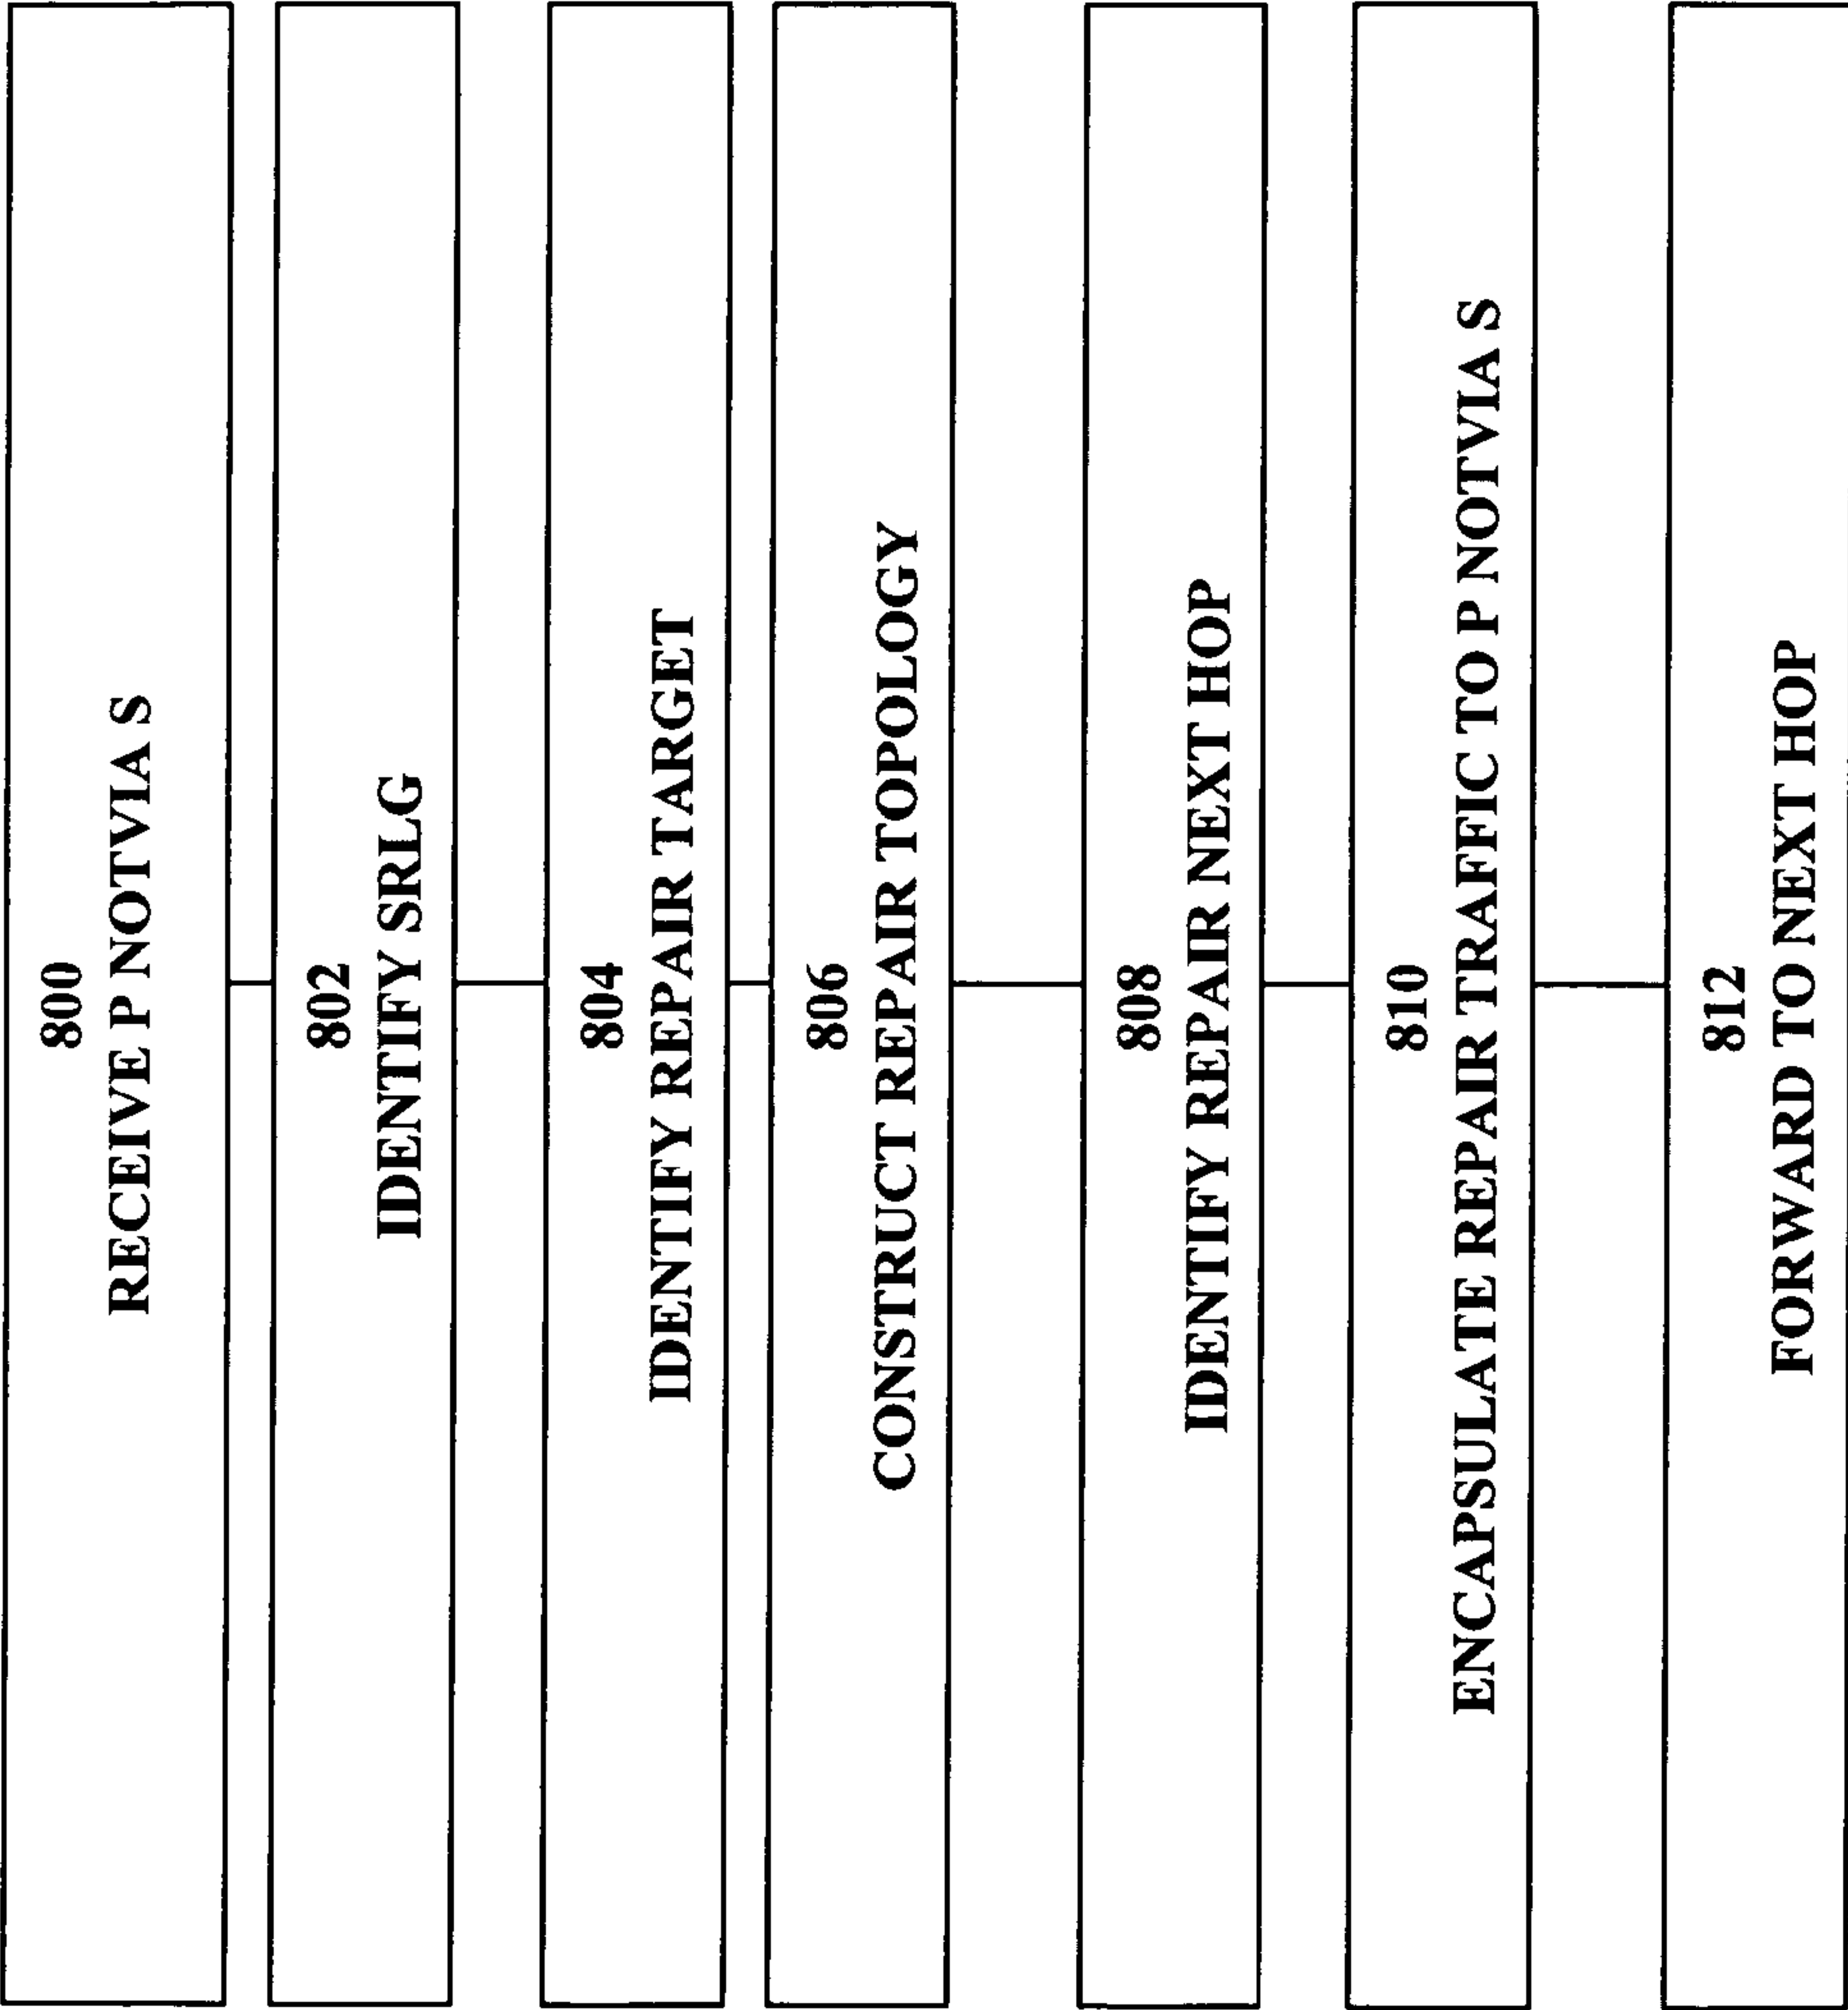 800
RECEIVE P NOTVIA S
802
IDENTIFY SRLG
804
IDENTIFY REPAIR TARGET
806
CONSTRUCT REPAIR TOPOLOGY
808
IDENTIFY REPAIR NEXT HOP
810
ENCAPSULATE REPAIR TRAFFIC TO P NOTVIA S
812
FORWARD TO NEXT HOP